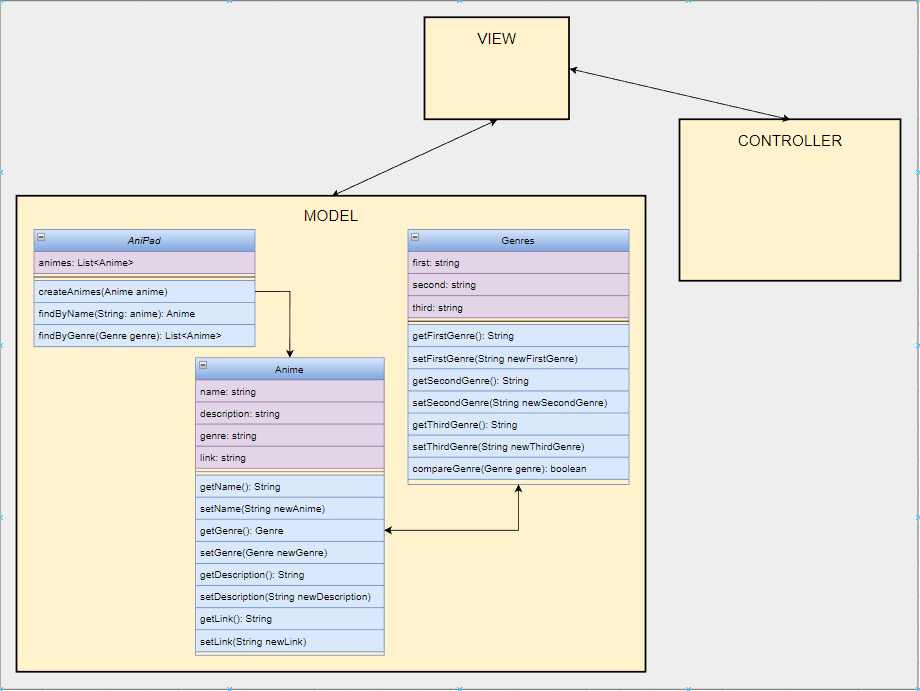 VIEW
CONTROLLER
MODEL
AniPad
animes: List<Anime>
createAnimes(Anime anime)
findByName(String: anime): Anime
findByGenre(Genre genre): List<Anime>
Genres
first: string
second: string
third: string
getFirstGenre(): String
setFirstGenre(String newFirstGenre)
getSecondGenre(): String
setSecondGenre(String newSecondGenre)
getThirdGenre(): String
setThirdGenre(String newThirdGenre)
compareGenre(Genre genre): boolean
Anime
name: string
description: string
genre: string
link: string
getName(): String
setName(String newAnime)
getGenre(): Genre
setGenre(Genre newGenre)
getDescription(): String
setDescription(String newDescription)
getLink(): String
setLink(String newLink)